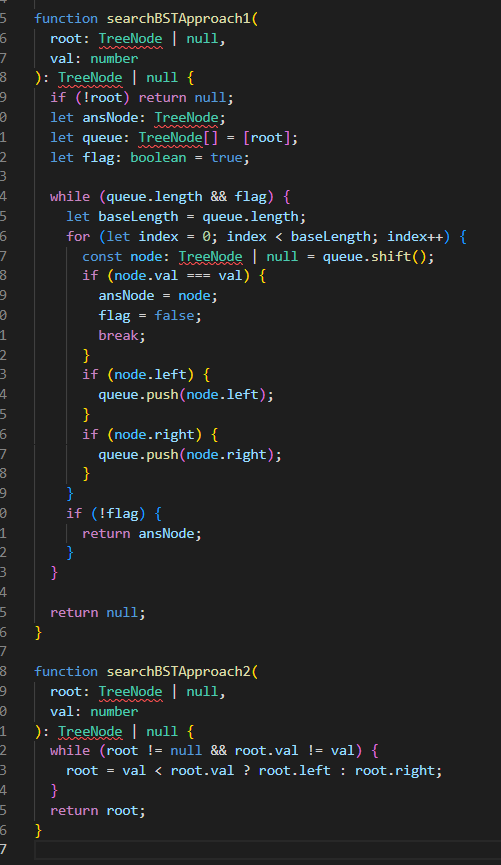 5 function searchBSTApproach1(
6   root: TreeNode | null,
7   val: number
8 ): TreeNode | null {
9   if (!root) return null;
0   let ansNode: TreeNode;
1   let queue: TreeNode[] = [root];
2   let flag: boolean = true;
3
4   while (queue.length && flag) {
5     let baseLength = queue.length;
6     for (let index = 0; index < baseLength; index++) {
7       const node: TreeNode | null = queue.shift();
8       if (node.val === val) {
9         ansNode = node;
0         flag = false;
1         break;
2       }
3       if (node.left) {
4         queue.push(node.left);
5       }
6       if (node.right) {
7         queue.push(node.right);
8       }
9     }
0     if (!flag) {
1       return ansNode;
2     }
3   }
4
5   return null;
6 }
7
8 function searchBSTApproach2(
9   root: TreeNode | null,
0   val: number
1 ): TreeNode | null {
2   while (root != null && root.val != val) {
3     root = val < root.val ? root.left : root.right;
4   }
5   return root;
6 }
7